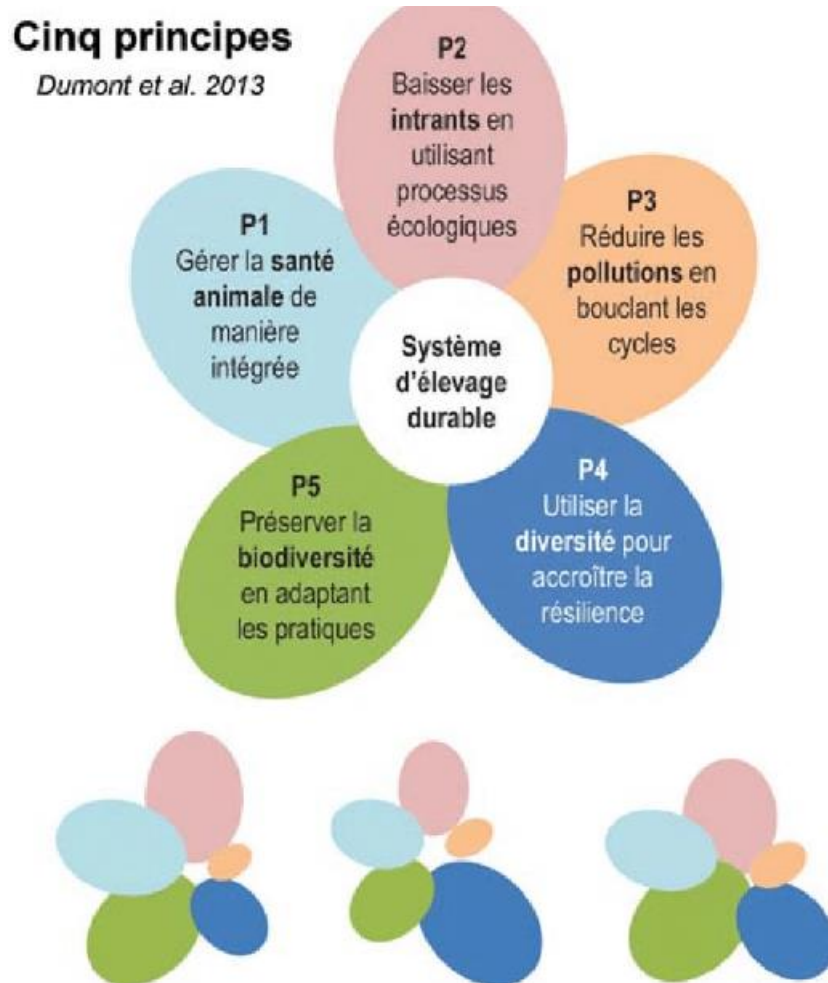 Cinq principes
Dumont et al. 2013
P2
Baisser les
intrants en
utilisant
processus
écologiques
P1
Gérer la santé
animale de
manière
intégrée
P3
Réduire les
pollutions en
bouclant les
cycles
Système
d'élevage
durable
P5
Préserver la
biodiversité
en adaptant
les pratiques
P4
Utiliser la
diversité pour
accroître la
résilience